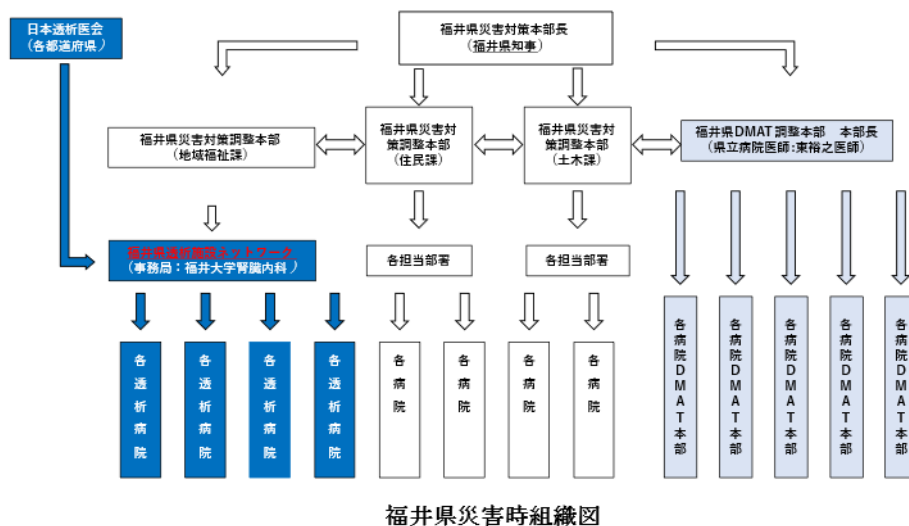 日本透析医会
(各都道府県)
福井県災害対策本部長
(福井県知事)
福井県災害対策調整本部
(地域福祉課)
福井県災害対
策調整本部
(住民課)
福井県災害対
策調整本部
(土木課)
福井県DMAT調整本部 本部長
(県立病院医師:東裕之医師)
福井県透析施設ネットワーク
(事務局:福井大学腎臓内科)
各担当部署
各担当部署
各透析病院
各透析病院
各透析病院
各透析病院
各病院
各病院
各病院
各病院
各病院DMAT本部
各病院DMAT本部
各病院DMAT本部
各病院DMAT本部
各病院DMAT本部
福井県災害時組織図